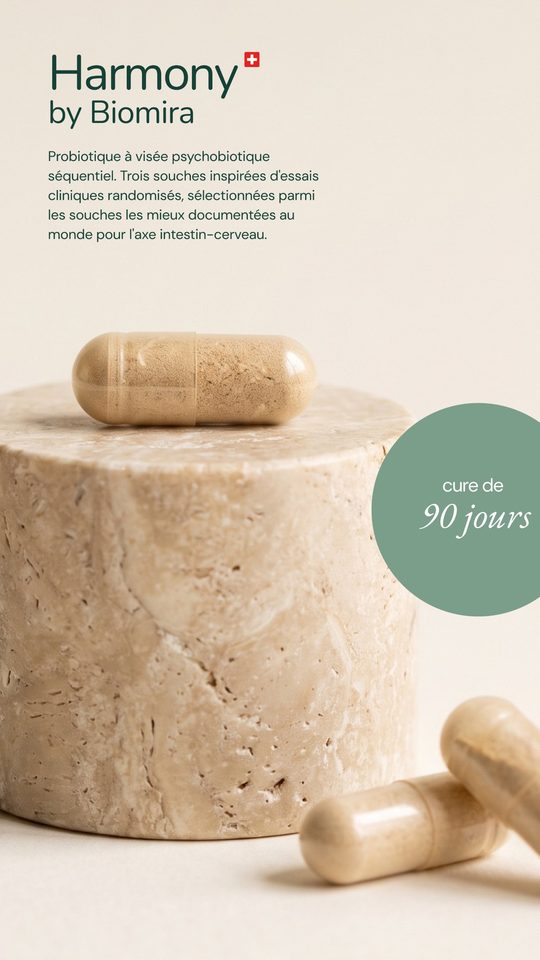 Harmony
by Biomira
Probiotique à visée psychobiotique
séquentiel. Trois souches inspirées d'essais
cliniques randomisés, sélectionnées parmi
les souches les mieux documentées au
monde pour l'axe intestin-cerveau.
cure de
90 jours